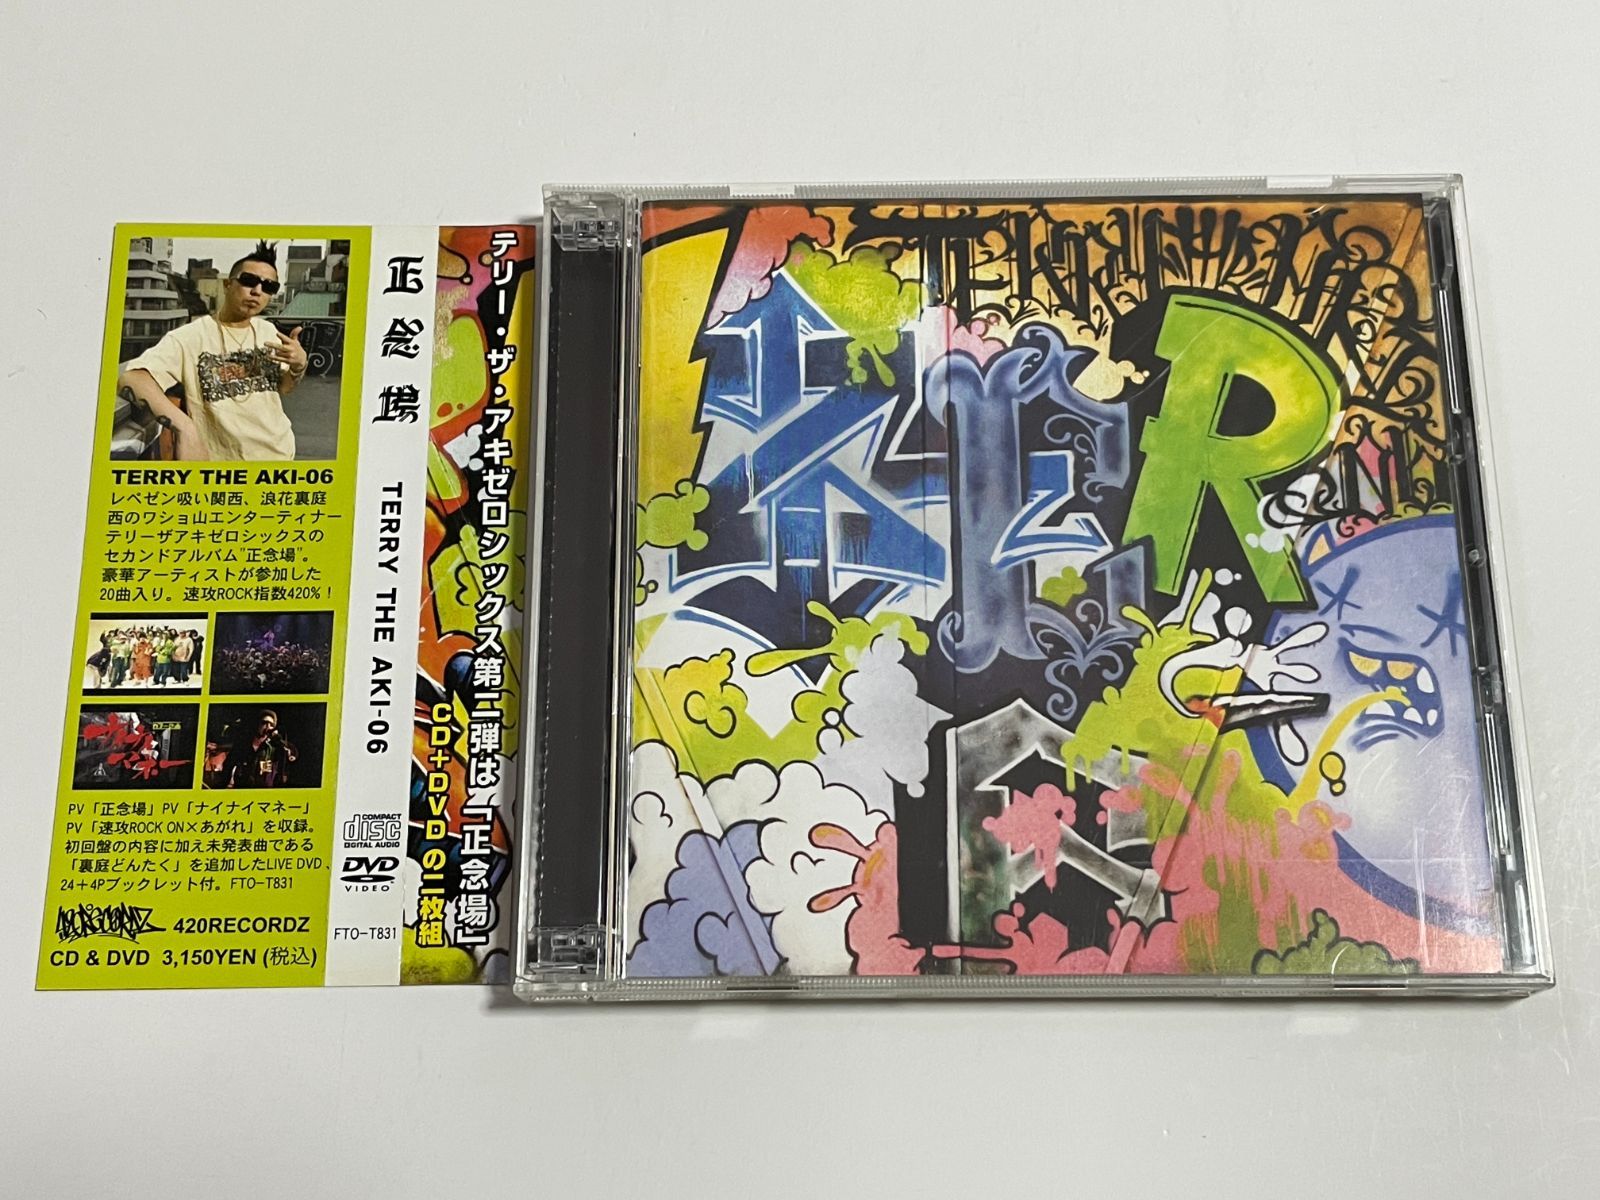 TERRY THE AKI-06
レペゼン吸い関西、浪花裏庭
西のワショ山エンターティナー
テリーザアキゼロシックスの
セカンドアルバム"正念場"。
豪華アーティストが参加した
20曲入り。速攻ROCK指数420%!
PV「正念場」PV「ナイナイマネー」
PV「速攻ROCK ON×あがれ」を収録。
初回盤の内容に加え未発表曲である
「裏庭どんたく」を追加したLIVE DVD、
24+4Pブックレット付。FTO-T831
420RECORDZ
CD & DVD 3,150YEN (税込)
正念場
TERRY THE AKI-06
COMPACT
disc
DIGITAL AUDIO
DVD
VIDEO
FTO-T831
テリー・ザ・アキゼロシックス第二弾は「正念場」
CD+DVDの二枚組